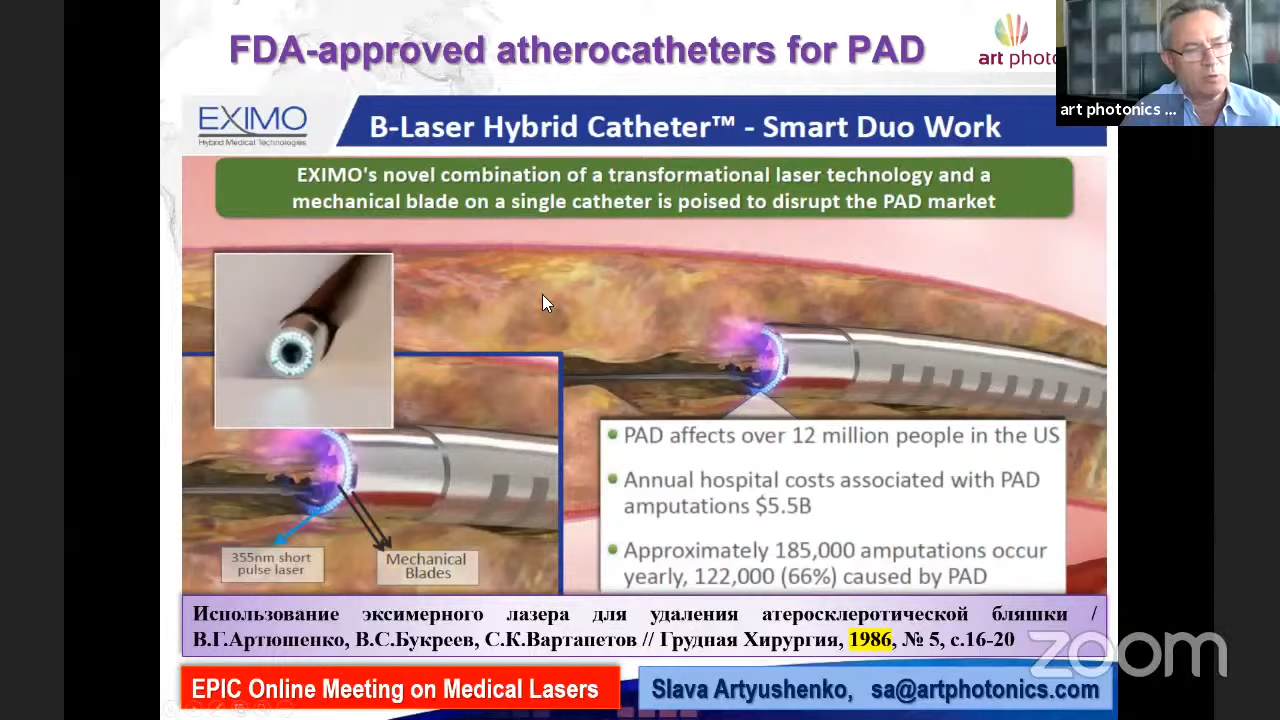 FDA-approved atherocatheters for PAD
art photo
art photonics ...
EXIMO
Hybrid Medical Technologies
B-Laser Hybrid Catheter™ - Smart Duo Work
EXIMO's novel combination of a transformational laser technology and a
mechanical blade on a single catheter is poised to disrupt the PAD market
PAD affects over 12 million people in the US
Annual hospital costs associated with PAD
amputations $5.5B
Approximately 185,000 amputations occur
yearly, 122,000 (66%) caused by PAD
355nm short
pulse laser
Mechanical
Blades
Использование эксимерного лазера для удаления атеросклеротической бляшки /
В.Г.Артюшенко, В.С.Букреев, С.К.Вартапетов // Грудная Хирургия, 1986, № 5, с.16-20
zoom
EPIC Online Meeting on Medical Lasers
Slava Artyushenko, sa@artphotonics.com